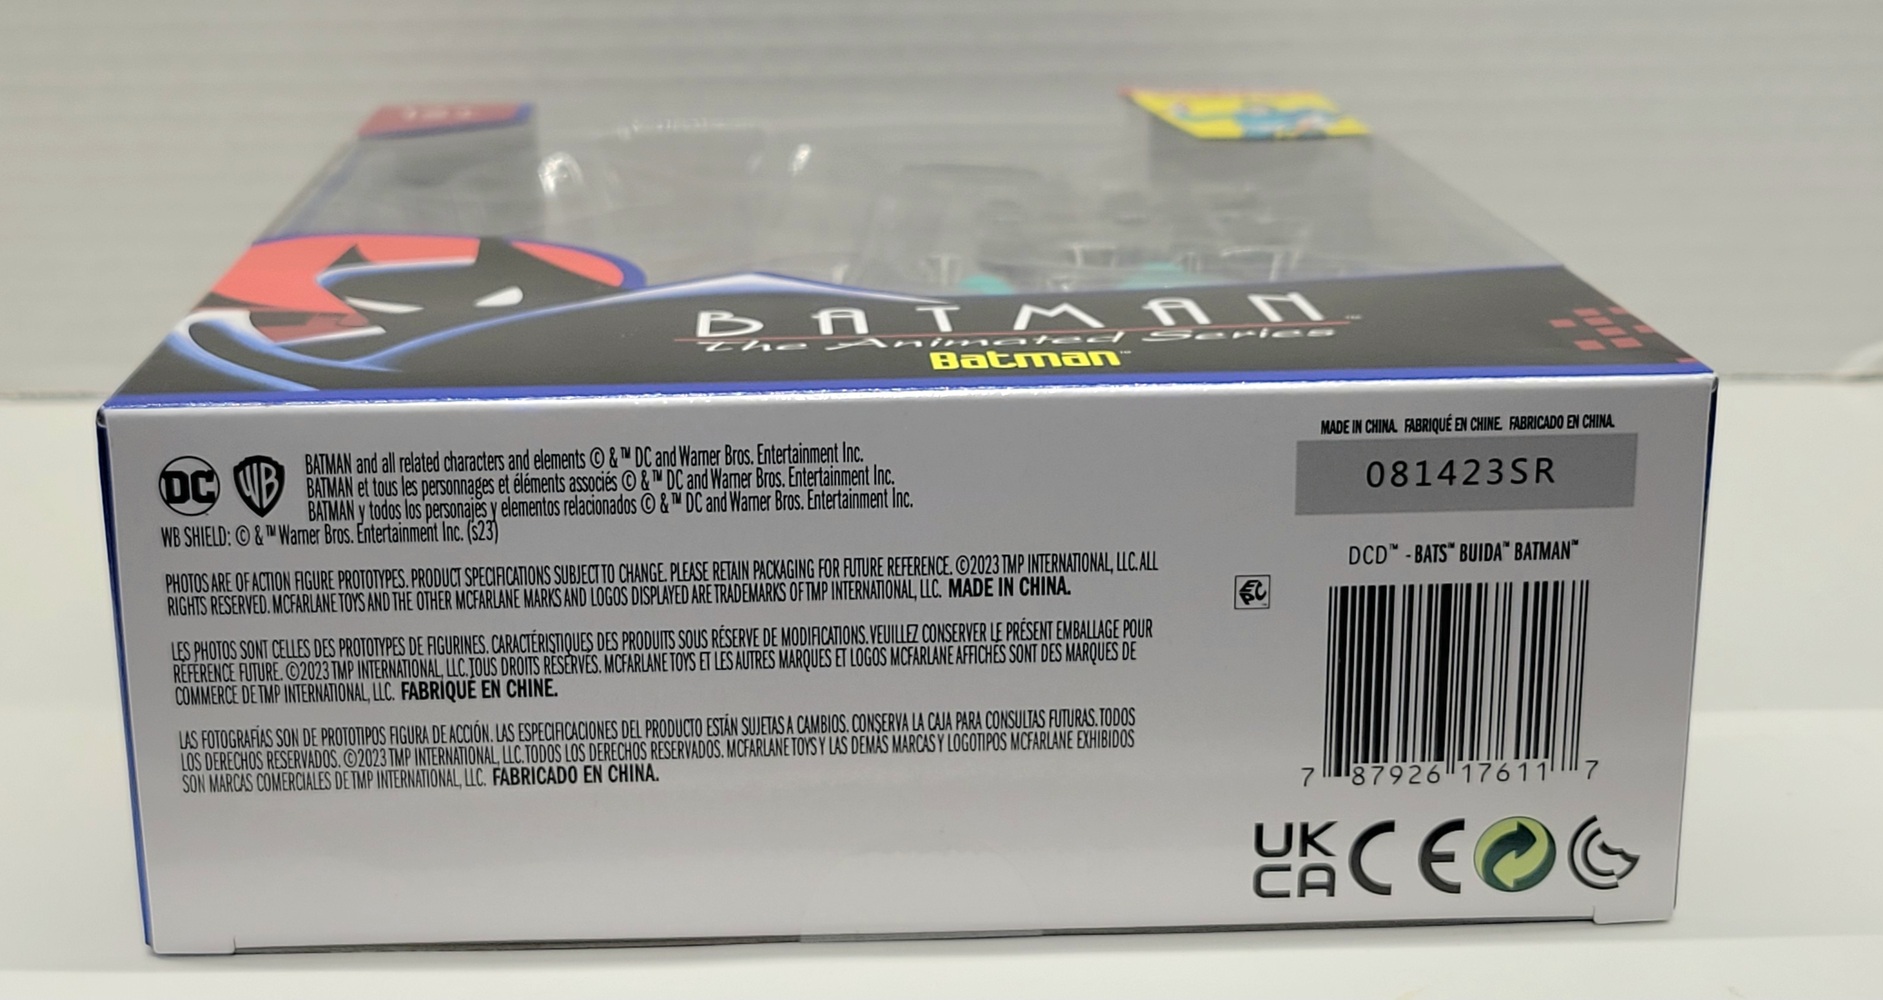 BATMAN™
The Animated Series
Batman™
DC
WB
BATMAN and all related characters and elements © & ™ DC and Warner Bros. Entertainment Inc.
BATMAN et tous les personnages et éléments associés © & ™ DC and Warner Bros. Entertainment Inc.
BATMAN y todos los personajes y elementos relacionados © & ™ DC and Warner Bros. Entertainment Inc.
WB SHIELD: © & ™ Warner Bros. Entertainment Inc. (s23)
PHOTOS ARE OF ACTION FIGURE PROTOTYPES. PRODUCT SPECIFICATIONS SUBJECT TO CHANGE. PLEASE RETAIN PACKAGING FOR FUTURE REFERENCE. ©2023 TMP INTERNATIONAL, LLC. ALL
RIGHTS RESERVED. MCFARLANE TOYS AND THE OTHER MCFARLANE MARKS AND LOGOS DISPLAYED ARE TRADEMARKS OF TMP INTERNATIONAL, LLC. MADE IN CHINA.
LES PHOTOS SONT CELLES DES PROTOTYPES DE FIGURINES. CARACTÉRISTIQUES DES PRODUITS SOUS RÉSERVE DE MODIFICATIONS. VEUILLEZ CONSERVER LE PRÉSENT EMBALLAGE POUR
RÉFÉRENCE FUTURE. ©2023 TMP INTERNATIONAL, LLC. TOUS DROITS RÉSERVÉS. MCFARLANE TOYS ET LES AUTRES MARQUES ET LOGOS MCFARLANE AFFICHÉS SONT DES MARQUES DE
COMMERCE DE TMP INTERNATIONAL, LLC. FABRIQUÉ EN CHINE.
LAS FOTOGRAFÍAS SON DE PROTOTIPOS FIGURA DE ACCIÓN. LAS ESPECIFICACIONES DEL PRODUCTO ESTÁN SUJETAS A CAMBIOS. CONSERVA LA CAJA PARA CONSULTAS FUTURAS. TODOS
LOS DERECHOS RESERVADOS. ©2023 TMP INTERNATIONAL, LLC. TODOS LOS DERECHOS RESERVADOS. MCFARLANE TOYS Y LAS DEMÁS MARCAS Y LOGOTIPOS MCFARLANE EXHIBIDOS
SON MARCAS COMERCIALES DE TMP INTERNATIONAL, LLC. FABRICADO EN CHINA.
MADE IN CHINA. FABRIQUÉ EN CHINE. FABRICADO EN CHINA.
081423SR
DCD™ - BATS™ BUIDA™ BATMAN™
7 87926 17611 7
UK
CA
CE